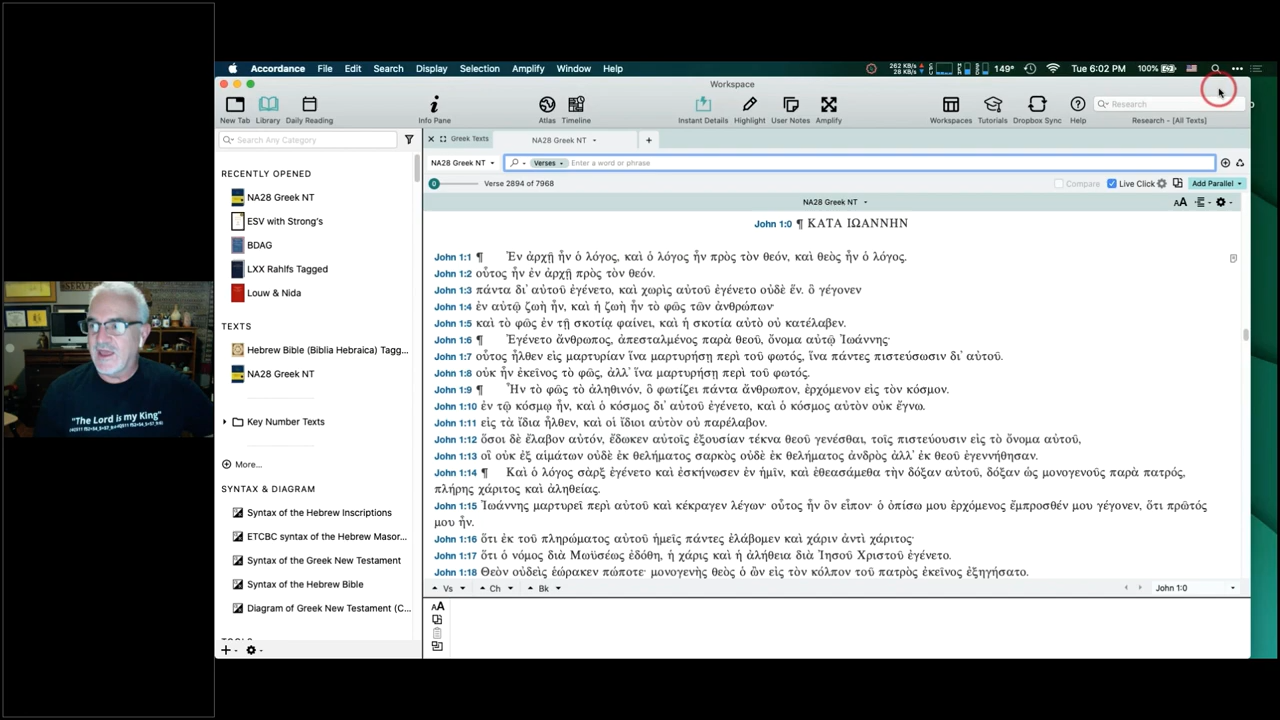 Accordance File Edit Search Display Selection Amplify Window Help
262 KB/s
28 KB/s
149° Tue 6:02 PM 100%
Workspace
New Tab Library Daily Reading Info Pane Atlas Timeline Instant Details Highlight User Notes Amplify Workspaces Tutorials Dropbox Sync Help
Research
Research - [All Texts]
Search Any Category
Greek Texts NA28 Greek NT
RECENTLY OPENED
NA28 Greek NT
ESV with Strong's
BDAG
LXX Rahlfs Tagged
Louw & Nida
TEXTS
Hebrew Bible (Biblia Hebraica) Tagg...
NA28 Greek NT
Key Number Texts
More...
SYNTAX & DIAGRAM
Syntax of the Hebrew Inscriptions
ETCBC syntax of the Hebrew Masor...
Syntax of the Greek New Testament
Syntax of the Hebrew Bible
Diagram of Greek New Testament (C...
NA28 Greek NT Verses Enter a word or phrase
0 Verse 2894 of 7968 Compare Live Click Add Parallel
NA28 Greek NT
John 1:0 ¶ ΚΑΤΑ ΙΩΑΝΝΗΝ
John 1:1 ¶ Ἐν ἀρχῇ ἦν ὁ λόγος, καὶ ὁ λόγος ἦν πρὸς τὸν θεόν, καὶ θεὸς ἦν ὁ λόγος.
John 1:2 οὗτος ἦν ἐν ἀρχῇ πρὸς τὸν θεόν.
John 1:3 πάντα δι᾽ αὐτοῦ ἐγένετο, καὶ χωρὶς αὐτοῦ ἐγένετο οὐδὲ ἕν. ὃ γέγονεν
John 1:4 ἐν αὐτῷ ζωὴ ἦν, καὶ ἡ ζωὴ ἦν τὸ φῶς τῶν ἀνθρώπων·
John 1:5 καὶ τὸ φῶς ἐν τῇ σκοτίᾳ φαίνει, καὶ ἡ σκοτία αὐτὸ οὐ κατέλαβεν.
John 1:6 ¶ Ἐγένετο ἄνθρωπος, ἀπεσταλμένος παρὰ θεοῦ, ὄνομα αὐτῷ Ἰωάννης·
John 1:7 οὗτος ἦλθεν εἰς μαρτυρίαν ἵνα μαρτυρήσῃ περὶ τοῦ φωτός, ἵνα πάντες πιστεύσωσιν δι᾽ αὐτοῦ.
John 1:8 οὐκ ἦν ἐκεῖνος τὸ φῶς, ἀλλ᾽ ἵνα μαρτυρήσῃ περὶ τοῦ φωτός.
John 1:9 ¶ Ἦν τὸ φῶς τὸ ἀληθινόν, ὃ φωτίζει πάντα ἄνθρωπον, ἐρχόμενον εἰς τὸν κόσμον.
John 1:10 ἐν τῷ κόσμῳ ἦν, καὶ ὁ κόσμος δι᾽ αὐτοῦ ἐγένετο, καὶ ὁ κόσμος αὐτὸν οὐκ ἔγνω.
John 1:11 εἰς τὰ ἴδια ἦλθεν, καὶ οἱ ἴδιοι αὐτὸν οὐ παρέλαβον.
John 1:12 ὅσοι δὲ ἔλαβον αὐτόν, ἔδωκεν αὐτοῖς ἐξουσίαν τέκνα θεοῦ γενέσθαι, τοῖς πιστεύουσιν εἰς τὸ ὄνομα αὐτοῦ,
John 1:13 οἳ οὐκ ἐξ αἱμάτων οὐδὲ ἐκ θελήματος σαρκὸς οὐδὲ ἐκ θελήματος ἀνδρὸς ἀλλ᾽ ἐκ θεοῦ ἐγεννήθησαν.
John 1:14 ¶ Καὶ ὁ λόγος σὰρξ ἐγένετο καὶ ἐσκήνωσεν ἐν ἡμῖν, καὶ ἐθεασάμεθα τὴν δόξαν αὐτοῦ, δόξαν ὡς μονογενοῦς παρὰ πατρός,
πλήρης χάριτος καὶ ἀληθείας.
John 1:15 Ἰωάννης μαρτυρεῖ περὶ αὐτοῦ καὶ κέκραγεν λέγων· οὗτος ἦν ὃν εἶπον· ὁ ὀπίσω μου ἐρχόμενος ἔμπροσθέν μου γέγονεν, ὅτι πρῶτός
μου ἦν.
John 1:16 ὅτι ἐκ τοῦ πληρώματος αὐτοῦ ἡμεῖς πάντες ἐλάβομεν καὶ χάριν ἀντὶ χάριτος·
John 1:17 ὅτι ὁ νόμος διὰ Μωϋσέως ἐδόθη, ἡ χάρις καὶ ἡ ἀλήθεια διὰ Ἰησοῦ Χριστοῦ ἐγένετο.
John 1:18 Θεὸν οὐδεὶς ἑώρακεν πώποτε· μονογενὴς θεὸς ὁ ὢν εἰς τὸν κόλπον τοῦ πατρὸς ἐκεῖνος ἐξηγήσατο.
Vs Ch Bk John 1:0
"The Lord is my King"